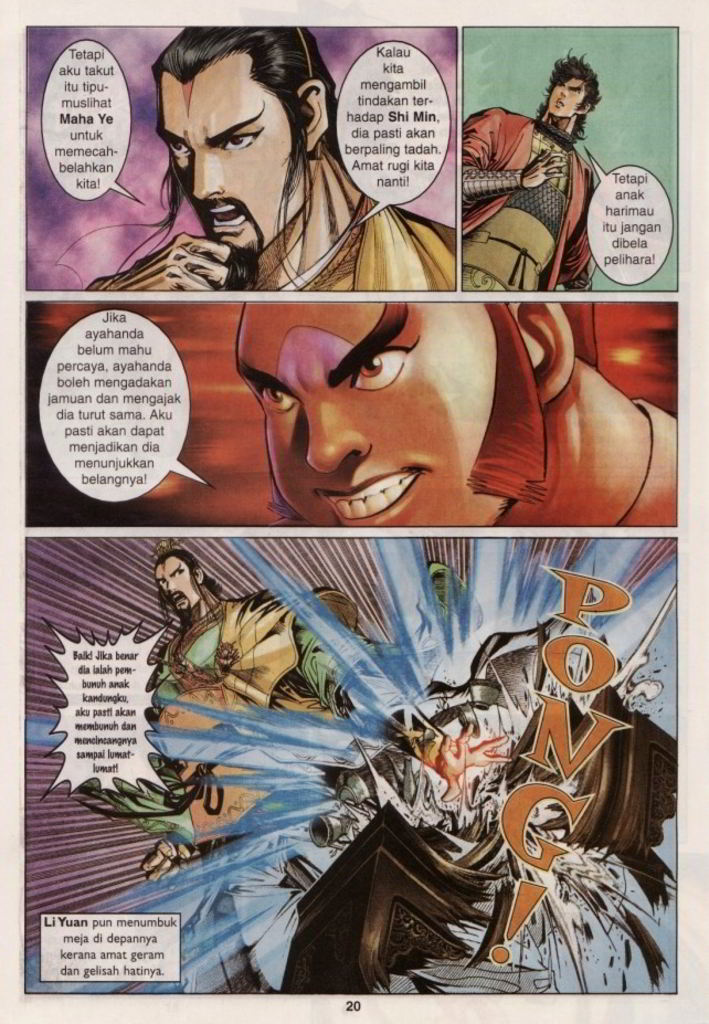 Tetapi
aku takut
itu tipu-
muslihat
Maha Ye
untuk
memecah-
belahkan
kita!
Kalau
kita
mengambil
tindakan ter-
hadap Shi Min,
dia pasti akan
berpaling tadah.
Amat rugi kita
nanti!
Tetapi
anak
harimau
itu jangan
dibela
pelihara!
Jika
ayahanda
belum mahu
percaya, ayahanda
boleh mengadakan
jamuan dan mengajak
dia turut sama. Aku
pasti akan dapat
menjadikan dia
menunjukkan
belangnya!
Baik! Jika benar
dia ialah pem-
bunuh anak
kandungku,
aku pasti akan
membunuh dan
mencincangnya
sampai lumat-
lumat!
PONG!
Li Yuan pun menumbuk
meja di depannya
kerana amat geram
dan gelisah hatinya.
20